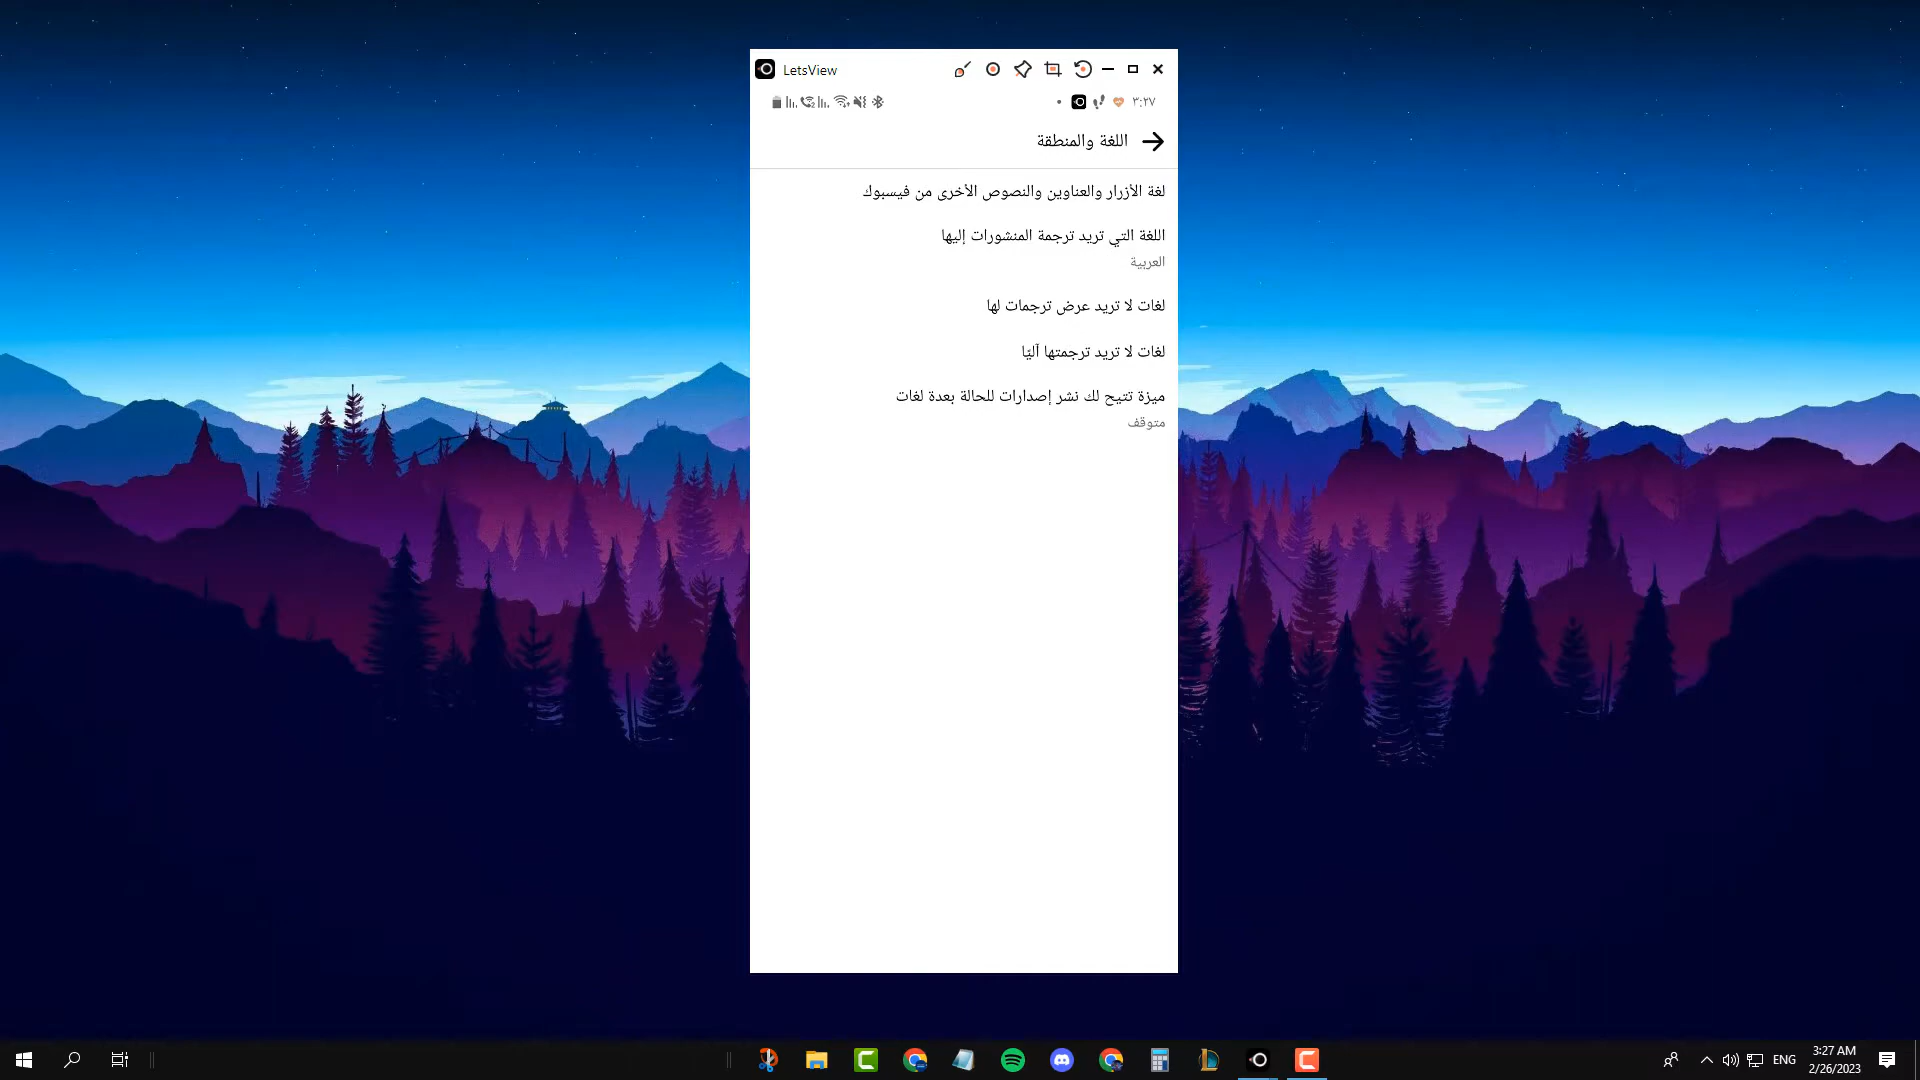 LetsView
٣:٢٧
اللغة والمنطقة
لغة الأزرار والعناوين والنصوص الأخرى من فيسبوك
اللغة التي تريد ترجمة المنشورات إليها
العربية
لغات لا تريد عرض ترجمات لها
لغات لا تريد ترجمتها آليًا
ميزة تتيح لك نشر إصدارات للحالة بعدة لغات
متوقف
ENG
3:27 AM
2/26/2023